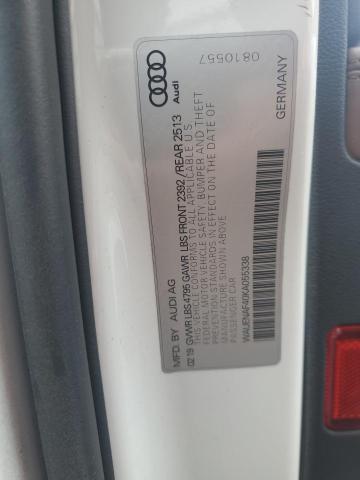 MFD. BY AUDI AG
02 19 GVWR LBS 4795 GAWR LBS FRONT 2392 / REAR 2513
THIS VEHICLE CONFORMS TO ALL APPLICABLE U S
FEDERAL MOTOR VEHICLE SAFETY, BUMPER AND THEFT
PREVENTION STANDARDS IN EFFECT ON THE DATE OF
MANUFACTURE SHOWN ABOVE
PASSENGER CAR
WAUENAF40KA055338
Audi
0810557
GERMANY